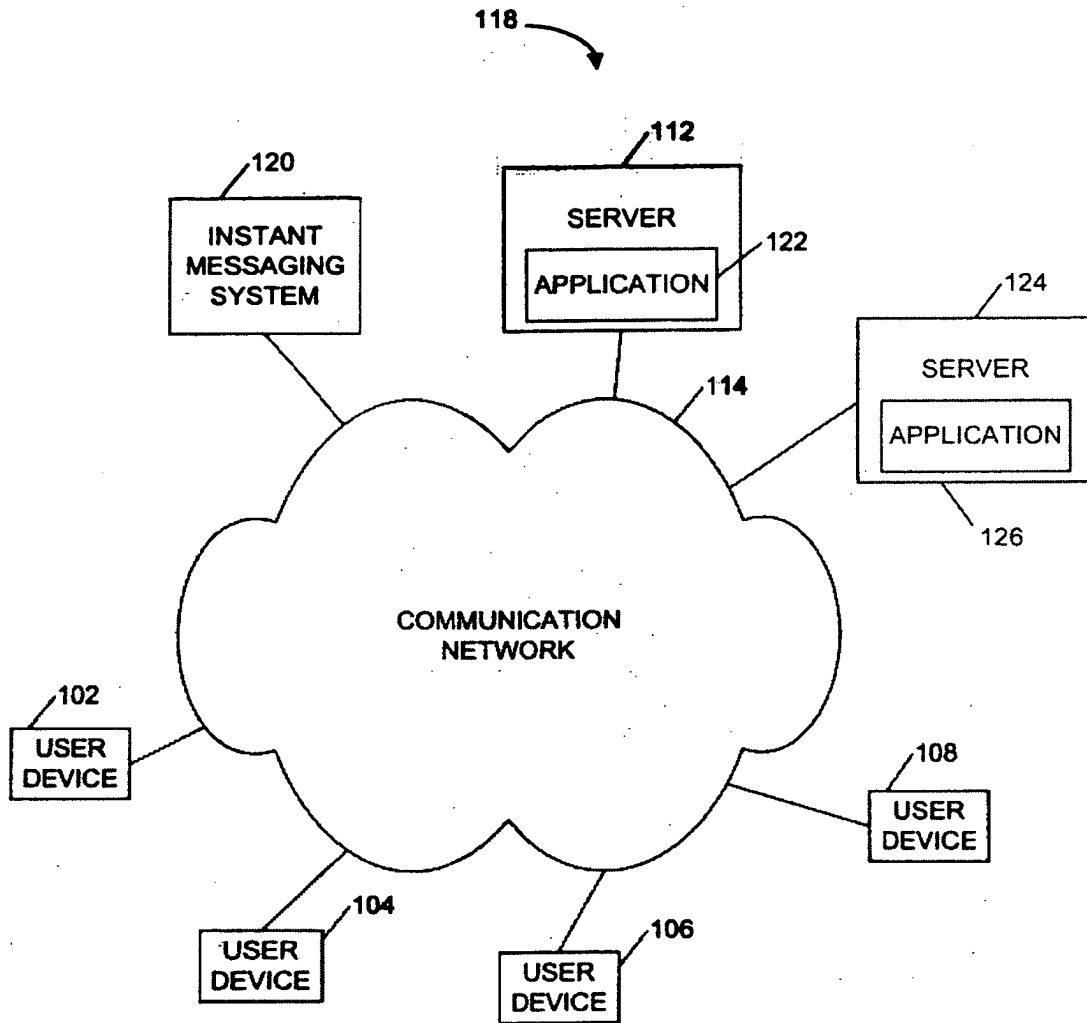 118
120
INSTANT
MESSAGING
SYSTEM
112
SERVER
APPLICATION
122
124
SERVER
APPLICATION
126
114
COMMUNICATION
NETWORK
102
USER
DEVICE
108
USER
DEVICE
104
USER
DEVICE
106
USER
DEVICE